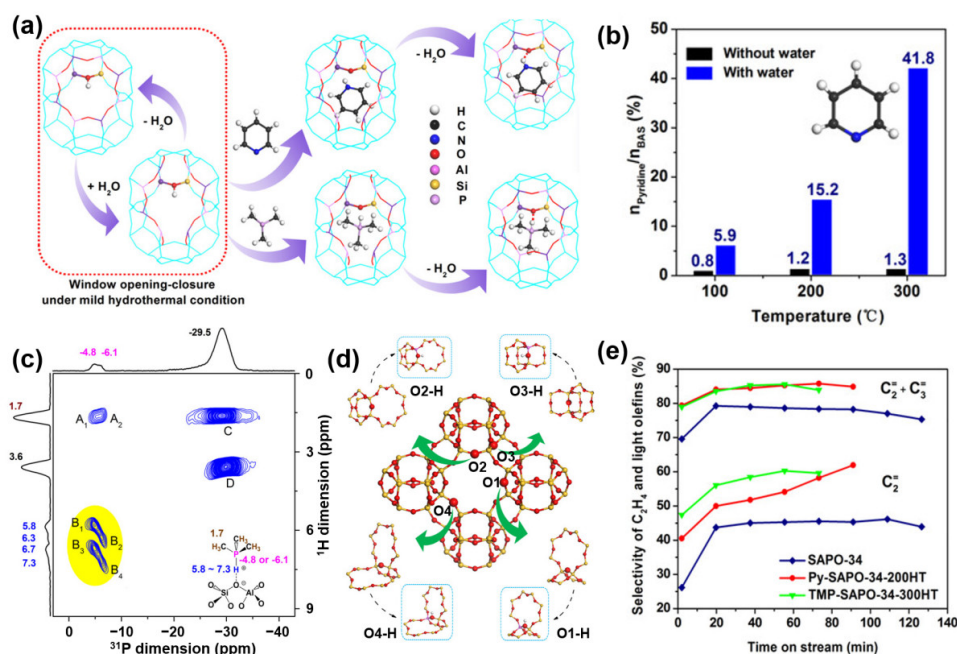 (a)
- H₂O
- H₂O
+ H₂O
H
C
N
O
Al
Si
P
Window opening-closure
under mild hydrothermal condition
- H₂O
(b)
n_Pyridine/n_BAS (%)
50
40
30
20
10
0
Without water
With water
0.8
5.9
1.2
15.2
1.3
41.8
100
200
300
Temperature (℃)
(c)
-29.5
-4.8 -6.1
1.7
3.6
5.8
6.3
6.7
7.3
A₁
A₂
C
D
B₁
B₂
B₃
B₄
1.7
H₃C
CH₃
CH₃
P
-4.8 or -6.1
5.8 ~ 7.3 H
⊕
O
⊖
Si
Al
O
O
O
O
O
O
0
3
6
9
¹H dimension (ppm)
0
-10
-20
-30
-40
³¹P dimension (ppm)
(d)
O2-H
O3-H
O2
O3
O1
O4
O4-H
O1-H
(e)
Selectivity of C₂H₄ and light olefins (%)
90
80
70
60
50
40
30
20
C₂⁼ + C₃⁼
C₂⁼
SAPO-34
Py-SAPO-34-200HT
TMP-SAPO-34-300HT
0
20
40
60
80
100
120
140
Time on stream (min)